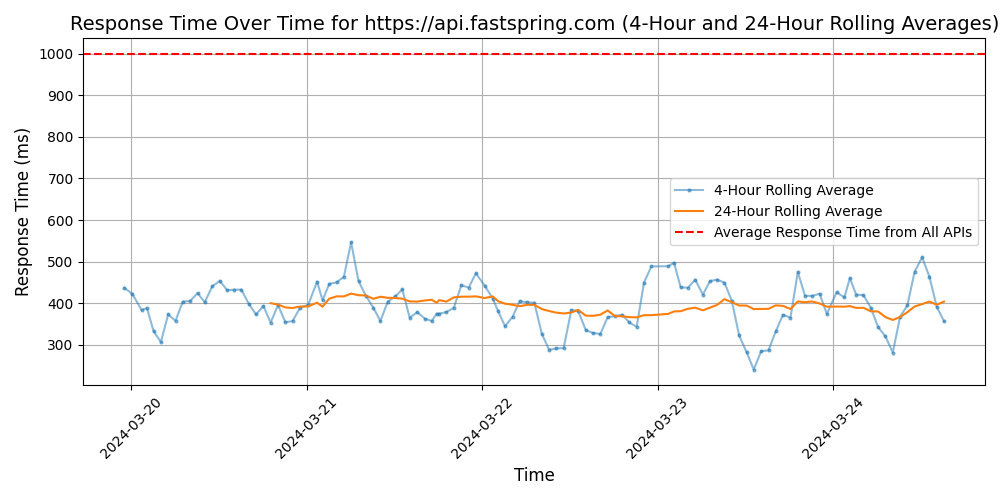 Response Time Over Time for https://api.fastspring.com (4-Hour and 24-Hour Rolling Averages)
Response Time (ms)
1000
900
800
700
600
500
400
300
4-Hour Rolling Average
24-Hour Rolling Average
Average Response Time from All APIs
2024-03-20
2024-03-21
2024-03-22
2024-03-23
2024-03-24
Time